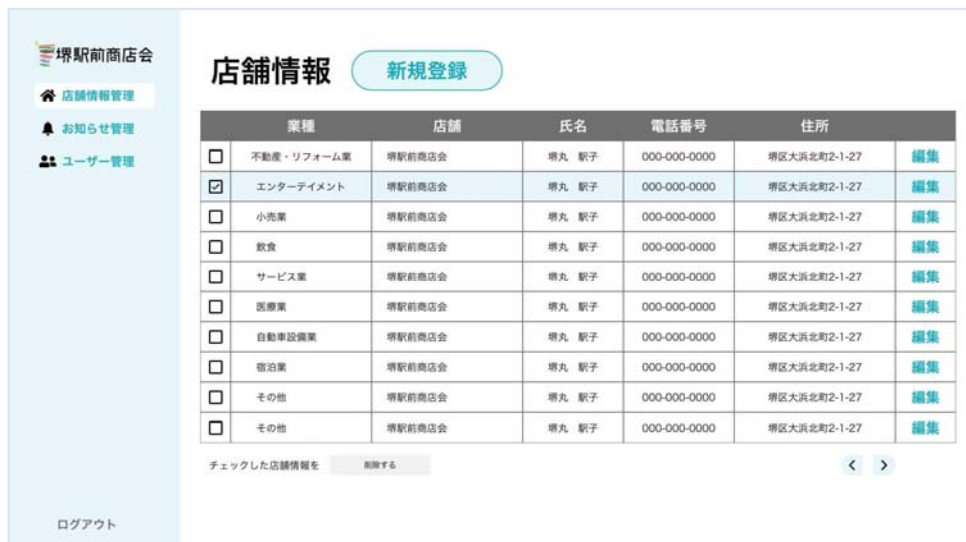 堺駅前商店会
店舗情報管理
お知らせ管理
ユーザー管理
ログアウト
店舗情報
新規登録
業種 店舗 氏名 電話番号 住所
不動産・リフォーム業 堺駅前商店会 堺丸 駅子 000-000-0000 堺区大浜北町2-1-27 編集
エンターテイメント 堺駅前商店会 堺丸 駅子 000-000-0000 堺区大浜北町2-1-27 編集
小売業 堺駅前商店会 堺丸 駅子 000-000-0000 堺区大浜北町2-1-27 編集
飲食 堺駅前商店会 堺丸 駅子 000-000-0000 堺区大浜北町2-1-27 編集
サービス業 堺駅前商店会 堺丸 駅子 000-000-0000 堺区大浜北町2-1-27 編集
医療業 堺駅前商店会 堺丸 駅子 000-000-0000 堺区大浜北町2-1-27 編集
自動車設備業 堺駅前商店会 堺丸 駅子 000-000-0000 堺区大浜北町2-1-27 編集
宿泊業 堺駅前商店会 堺丸 駅子 000-000-0000 堺区大浜北町2-1-27 編集
その他 堺駅前商店会 堺丸 駅子 000-000-0000 堺区大浜北町2-1-27 編集
その他 堺駅前商店会 堺丸 駅子 000-000-0000 堺区大浜北町2-1-27 編集
チェックした店舗情報を 削除する